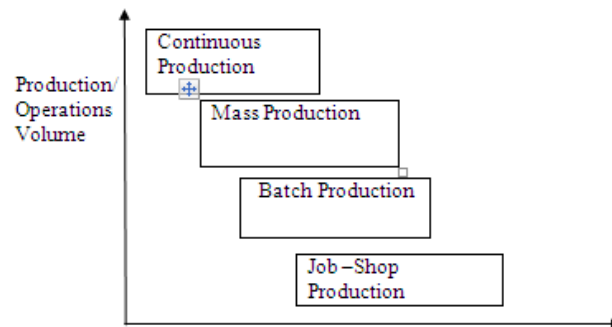 Continuous
Production
Production/
Operations
Volume
Mass Production
Batch Production
Job –Shop
Production